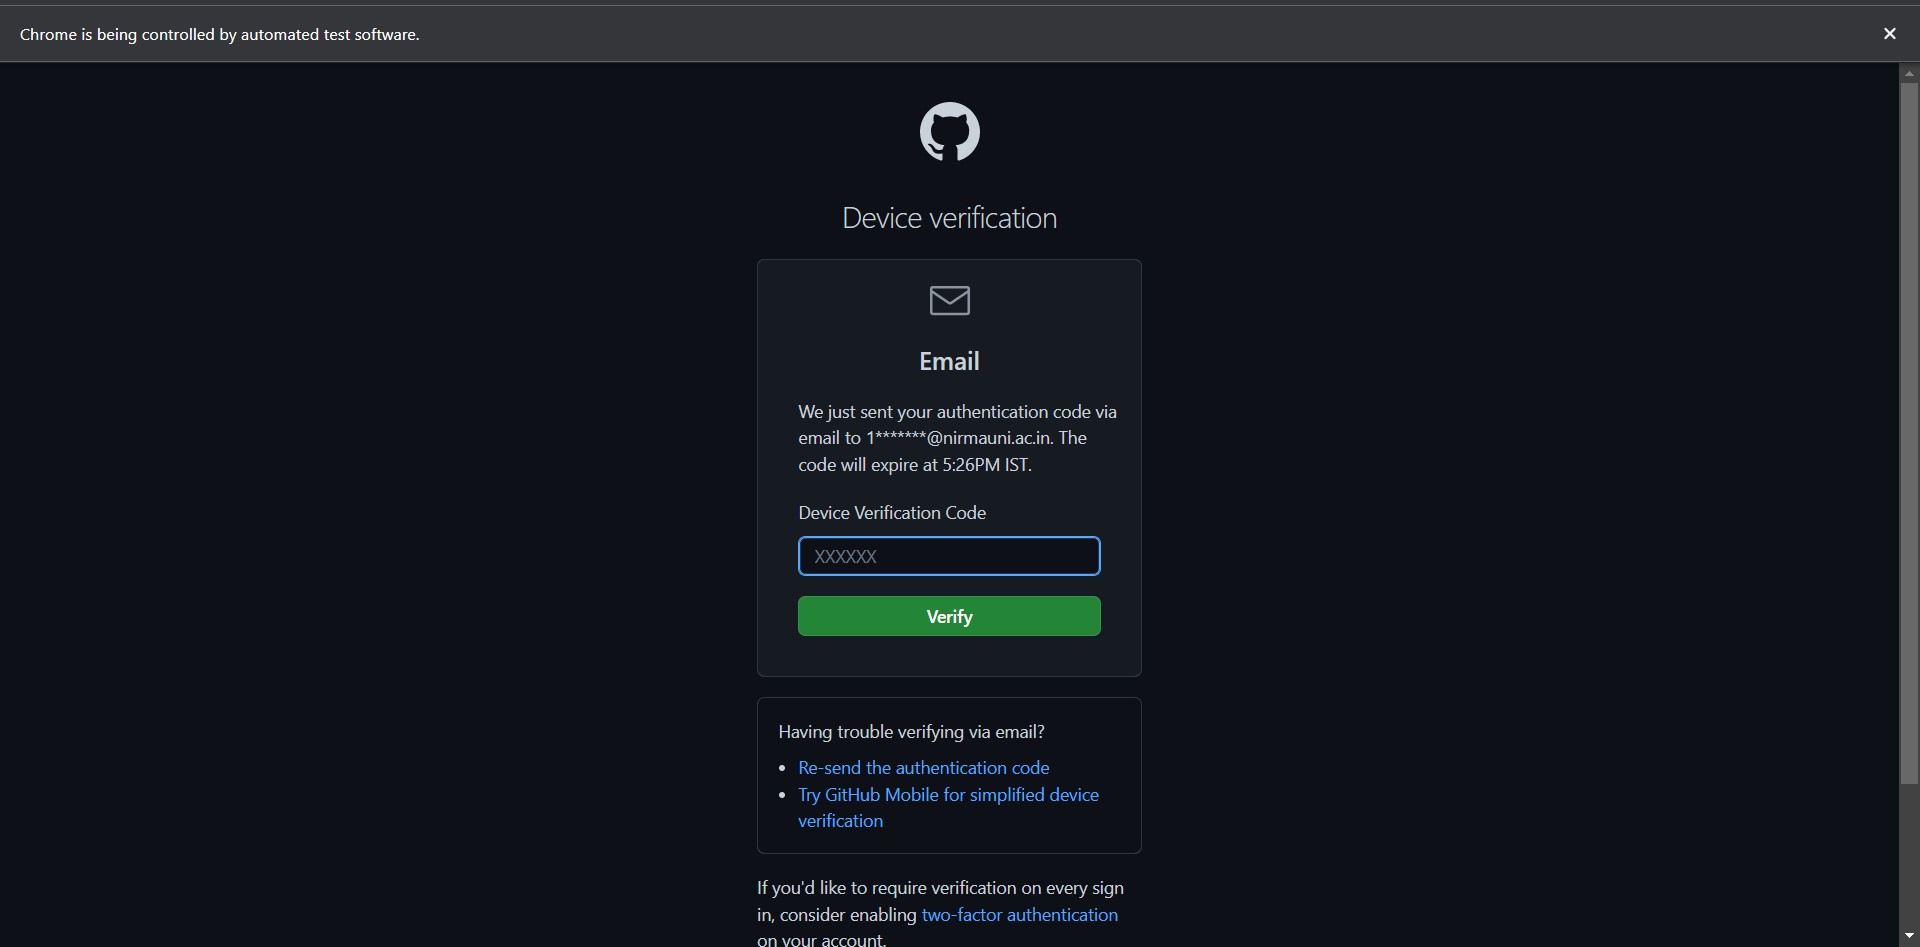 Chrome is being controlled by automated test software.
Device verification
Email
We just sent your authentication code via
email to 1*******@nirmauni.ac.in. The
code will expire at 5:26PM IST.
Device Verification Code
XXXXXX
Verify
Having trouble verifying via email?
• Re-send the authentication code
• Try GitHub Mobile for simplified device
verification
If you'd like to require verification on every sign
in, consider enabling two-factor authentication
on your account.